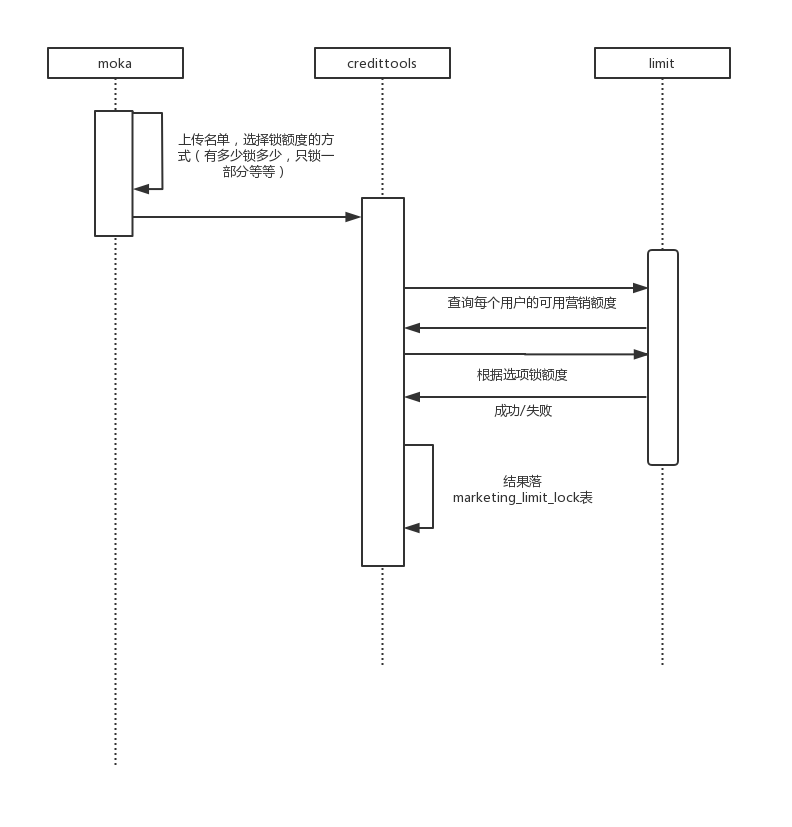 moka
credittools
limit
上传名单，选择锁额度的方
式（有多少锁多少，只锁一
部分等等）
查询每个用户的可用营销额度
根据选项锁额度
成功/失败
结果落
marketing_limit_lock表